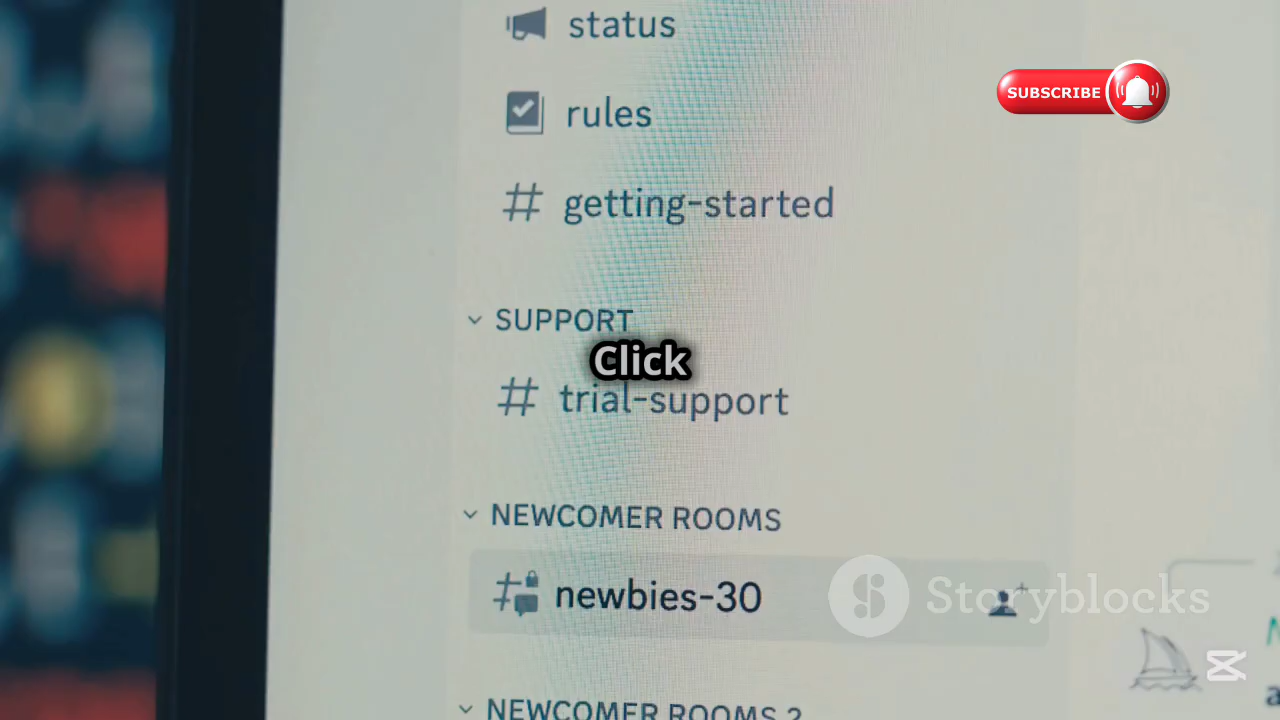 status
SUBSCRIBE
rules
getting-started
SUPPORT
Click
trial-support
NEWCOMER ROOMS
newbies-30
Storyblocks
NEWCOMER ROOMS 2